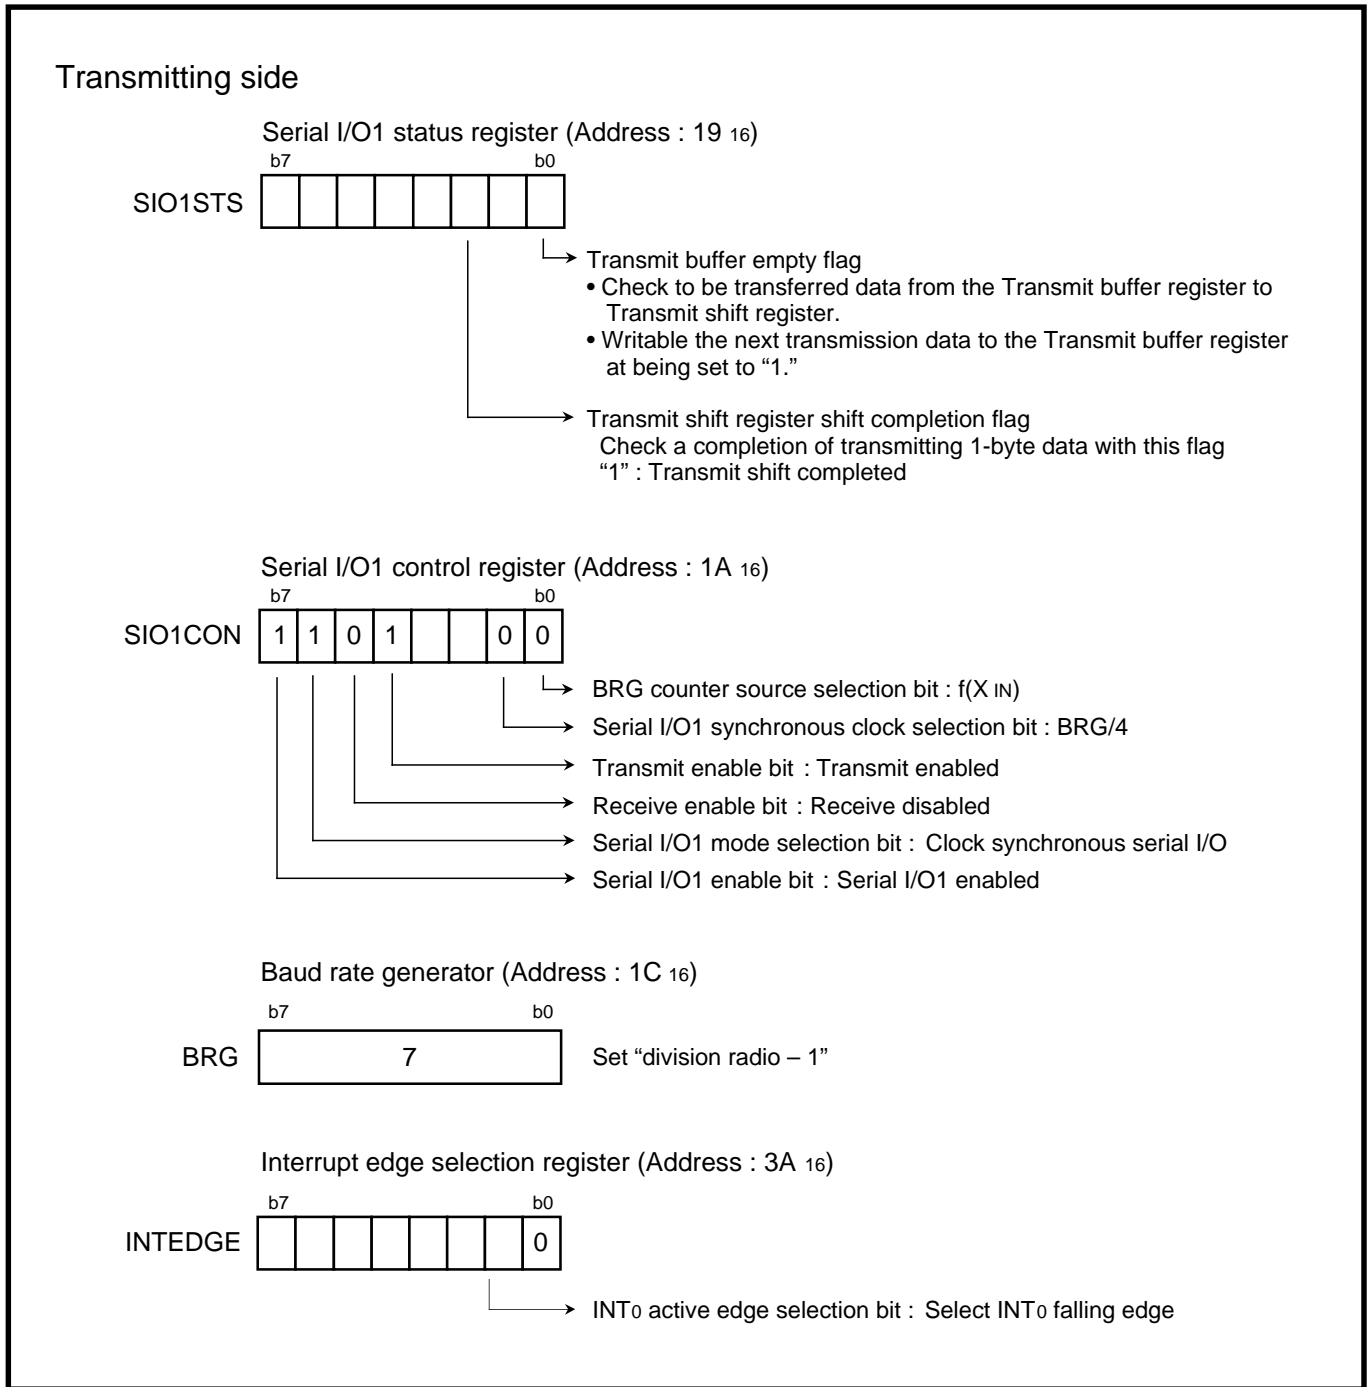 Transmitting side
Serial I/O1 status register (Address : 19 16)
b7 b0
SIO1STS
Transmit buffer empty flag
• Check to be transferred data from the Transmit buffer register to
Transmit shift register.
• Writable the next transmission data to the Transmit buffer register
at being set to “1.”
Transmit shift register shift completion flag
Check a completion of transmitting 1-byte data with this flag
“1” : Transmit shift completed
Serial I/O1 control register (Address : 1A 16)
b7 b0
SIO1CON 1 1 0 1 0 0
BRG counter source selection bit : f(X IN)
Serial I/O1 synchronous clock selection bit : BRG/4
Transmit enable bit : Transmit enabled
Receive enable bit : Receive disabled
Serial I/O1 mode selection bit : Clock synchronous serial I/O
Serial I/O1 enable bit : Serial I/O1 enabled
Baud rate generator (Address : 1C 16)
b7 b0
BRG 7 Set “division radio – 1”
Interrupt edge selection register (Address : 3A 16)
b7 b0
INTEDGE 0
INT0 active edge selection bit : Select INT0 falling edge